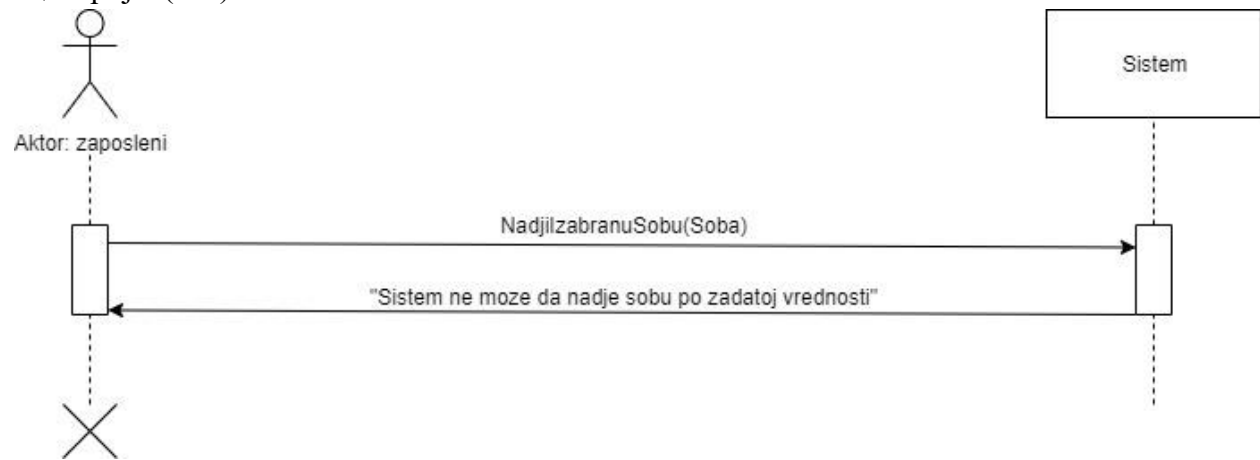 Sistem
Aktor: zaposleni
NadjiIzabranuSobu(Soba)
"Sistem ne moze da nadje sobu po zadatoj vrednosti"